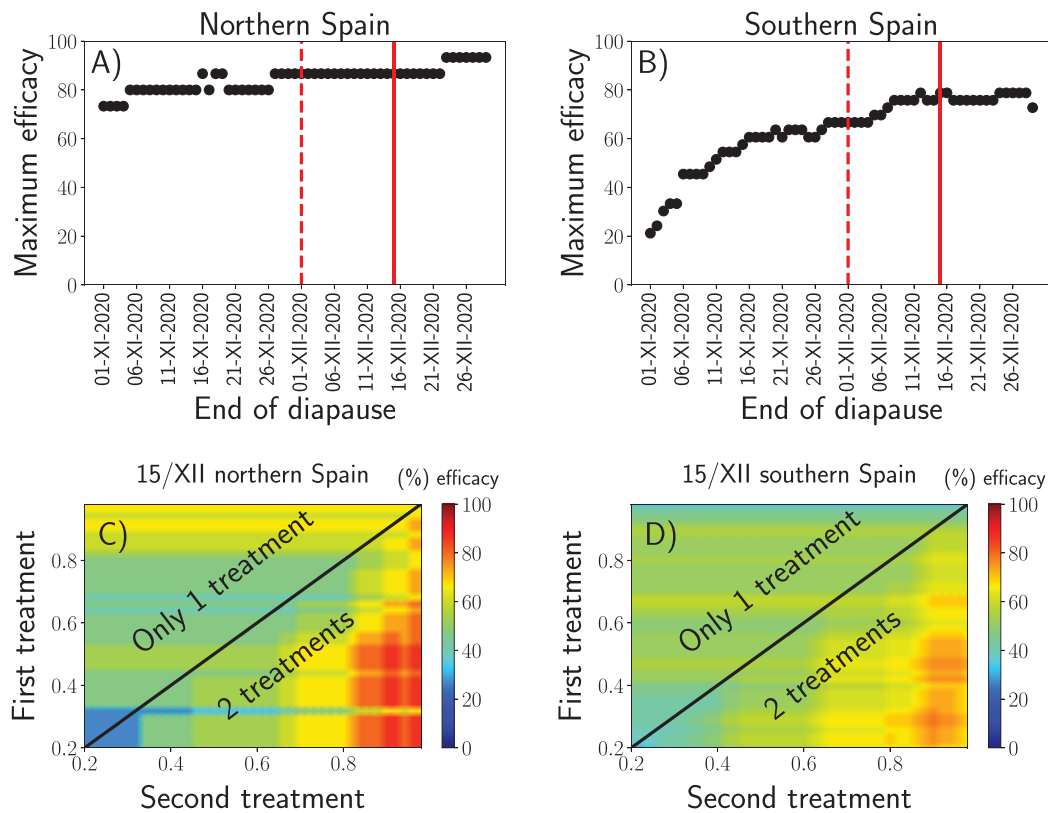 Northern Spain
A)
Maximum efficacy
100
80
60
40
20
0
01-XI-2020
06-XI-2020
11-XI-2020
16-XI-2020
21-XI-2020
26-XI-2020
01-XII-2020
06-XII-2020
11-XII-2020
16-XII-2020
21-XII-2020
26-XII-2020
End of diapause
Southern Spain
B)
Maximum efficacy
100
80
60
40
20
0
01-XI-2020
06-XI-2020
11-XI-2020
16-XI-2020
21-XI-2020
26-XI-2020
01-XII-2020
06-XII-2020
11-XII-2020
16-XII-2020
21-XII-2020
26-XII-2020
End of diapause
15/XII northern Spain
(%) efficacy
C)
First treatment
0.8
0.6
0.4
0.2
Only 1 treatment
2 treatments
0.2 0.4 0.6 0.8
Second treatment
100
80
60
40
20
0
15/XII southern Spain
(%) efficacy
D)
First treatment
0.8
0.6
0.4
0.2
Only 1 treatment
2 treatments
0.2 0.4 0.6 0.8
Second treatment
100
80
60
40
20
0